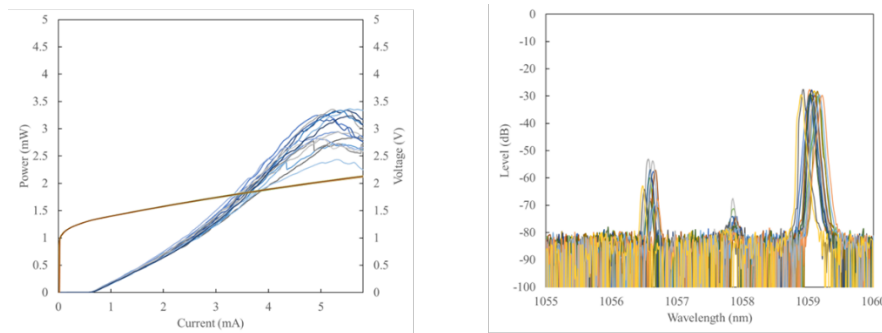 5 5 0
4.5 4.5 -10
4 4 -20
3.5 3.5 -30
3 3 -40
2.5 2.5 -50
2 2 -60
1.5 1.5 -70
1 1 -80
0.5 0.5 -90
0 0 -100
Power (mW)
Voltage (V)
Level (dB)
0 1 2 3 4 5
Current (mA)
1055 1056 1057 1058 1059 106
Wavelength (nm)